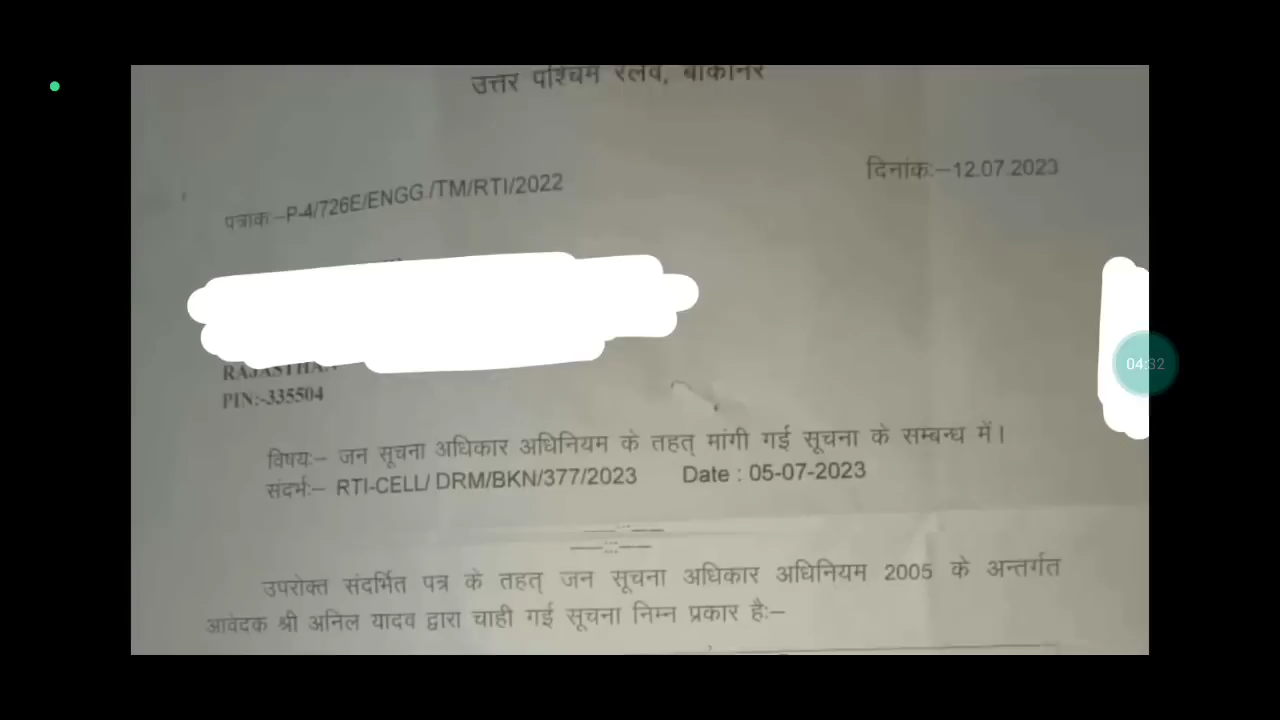 उत्तर पश्चिम रेलवे, बीकानेर
पत्राक:–P-4/726E/ENGG./TM/RTI/2022
दिनांक:–12.07.2023
RAJASTHAN
PIN:-335504
04:32
विषय:– जन सूचना अधिकार अधिनियम के तहत् मांगी गई सूचना के सम्बन्ध में।
संदर्भ:– RTI-CELL/ DRM/BKN/377/2023 Date : 05-07-2023
उपरोक्त संदर्भित पत्र के तहत् जन सूचना अधिकार अधिनियम 2005 के अन्तर्गत
आवेदक श्री अनिल यादव द्वारा चाही गई सूचना निम्न प्रकार है:–